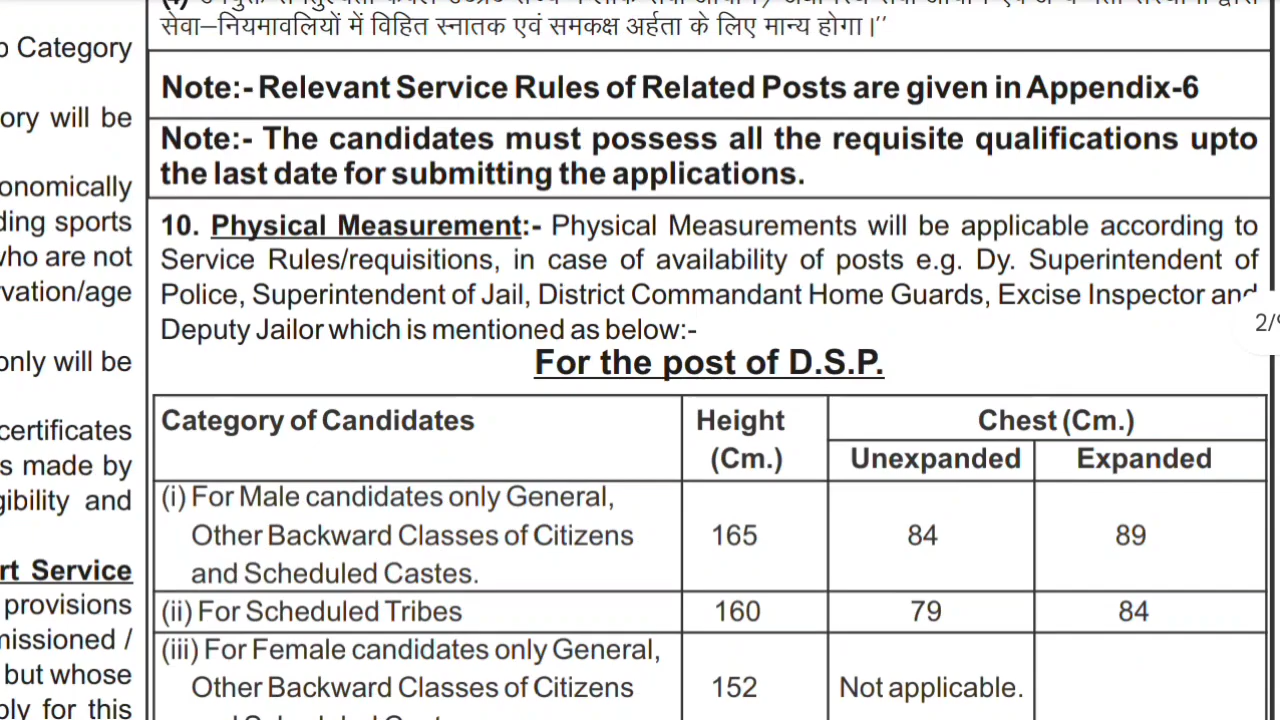 o Category
ory will be
onomically
ding sports
who are not
vation/age
only will be
certificates
s made by
gibility and
rt Service
provisions
missioned /
but whose
ply for this
सेवा–नियमावलियों में विहित स्नातक एवं समकक्ष अर्हता के लिए मान्य होगा।’’
Note:- Relevant Service Rules of Related Posts are given in Appendix-6
Note:- The candidates must possess all the requisite qualifications upto
the last date for submitting the applications.
10. Physical Measurement:- Physical Measurements will be applicable according to
Service Rules/requisitions, in case of availability of posts e.g. Dy. Superintendent of
Police, Superintendent of Jail, District Commandant Home Guards, Excise Inspector and
Deputy Jailor which is mentioned as below:-
2/9
For the post of D.S.P.
Category of Candidates Height (Cm.) Chest (Cm.)
Unexpanded Expanded
(i) For Male candidates only General,
Other Backward Classes of Citizens 165 84 89
and Scheduled Castes.
(ii) For Scheduled Tribes 160 79 84
(iii) For Female candidates only General,
Other Backward Classes of Citizens 152 Not applicable.